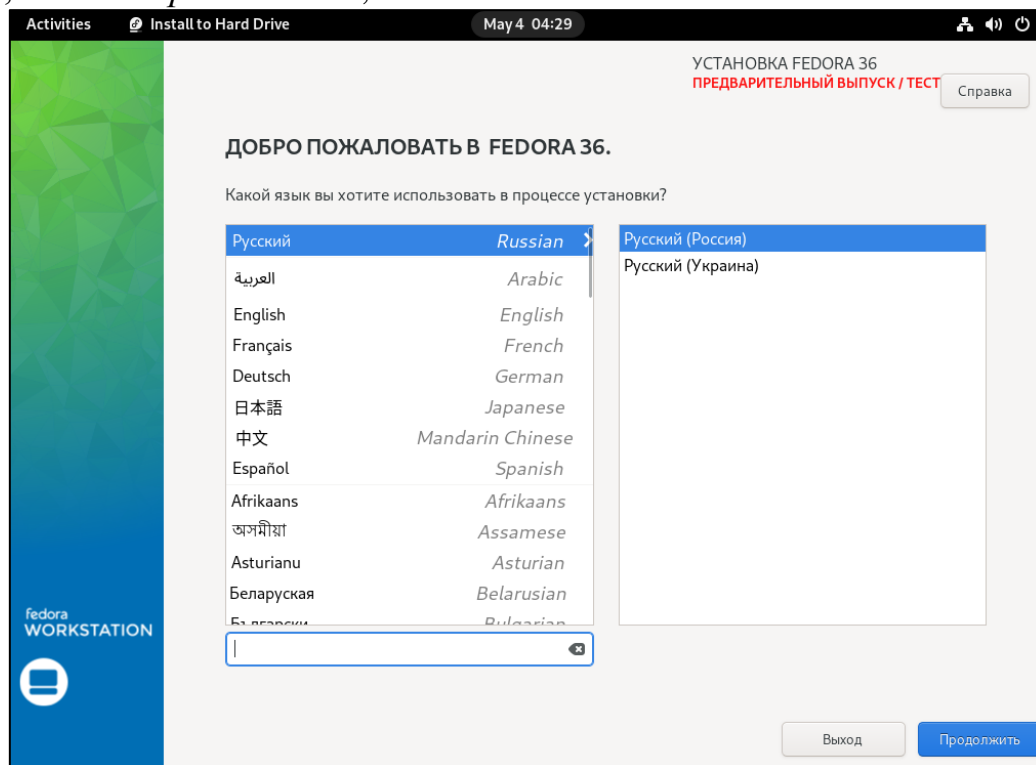 Activities Install to Hard Drive May 4 04:29
УСТАНОВКА FEDORA 36
ПРЕДВАРИТЕЛЬНЫЙ ВЫПУСК / ТЕСТ
Справка
ДОБРО ПОЖАЛОВАТЬ В FEDORA 36.
Какой язык вы хотите использовать в процессе установки?
Русский Russian
العربية Arabic
English English
Français French
Deutsch German
日本語 Japanese
中文 Mandarin Chinese
Español Spanish
Afrikaans Afrikaans
অসমীয়া Assamese
Asturianu Asturian
Беларуская Belarusian
Български Bulgarian
Русский (Россия)
Русский (Украина)
fedora
WORKSTATION
Выход Продолжить